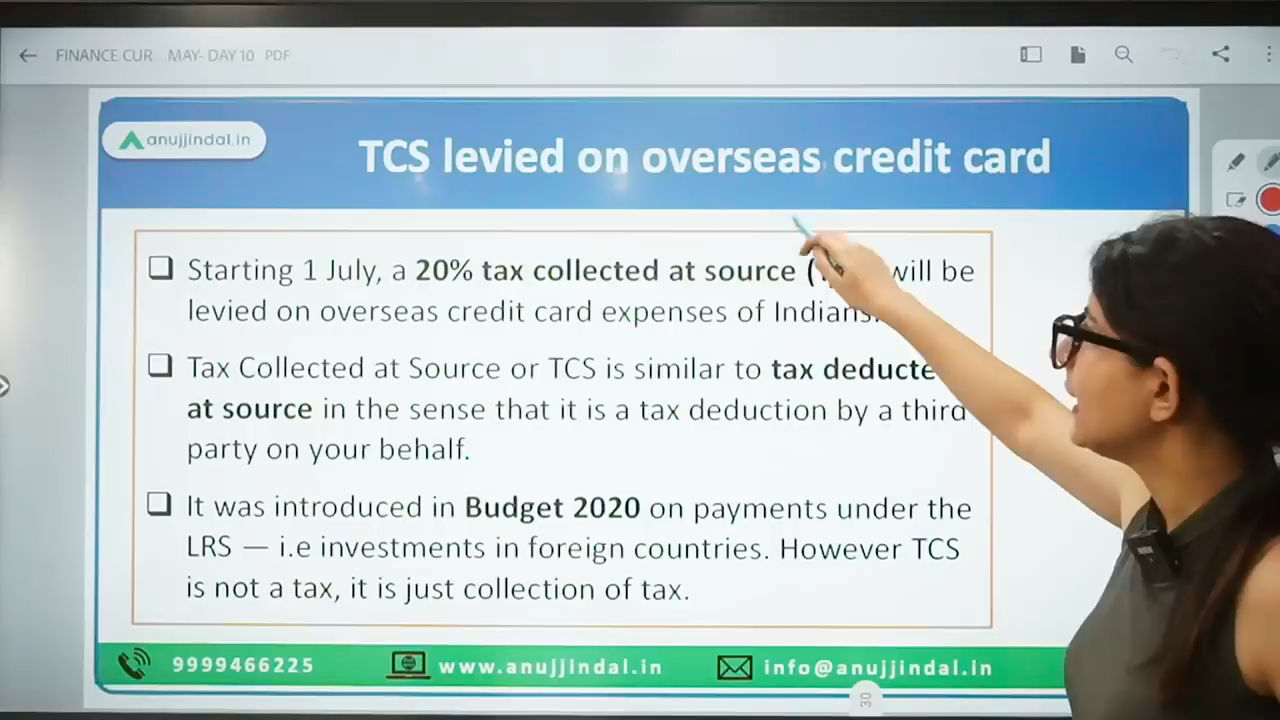 FINANCE CUR... MAY- DAY 10 PDF
anujjindal.in
TCS levied on overseas credit card
Starting 1 July, a 20% tax collected at source ( will be
levied on overseas credit card expenses of Indians.
Tax Collected at Source or TCS is similar to tax deducte
at source in the sense that it is a tax deduction by a third
party on your behalf.
It was introduced in Budget 2020 on payments under the
LRS — i.e investments in foreign countries. However TCS
is not a tax, it is just collection of tax.
9999466225 www.anujjindal.in info@anujjindal.in
30